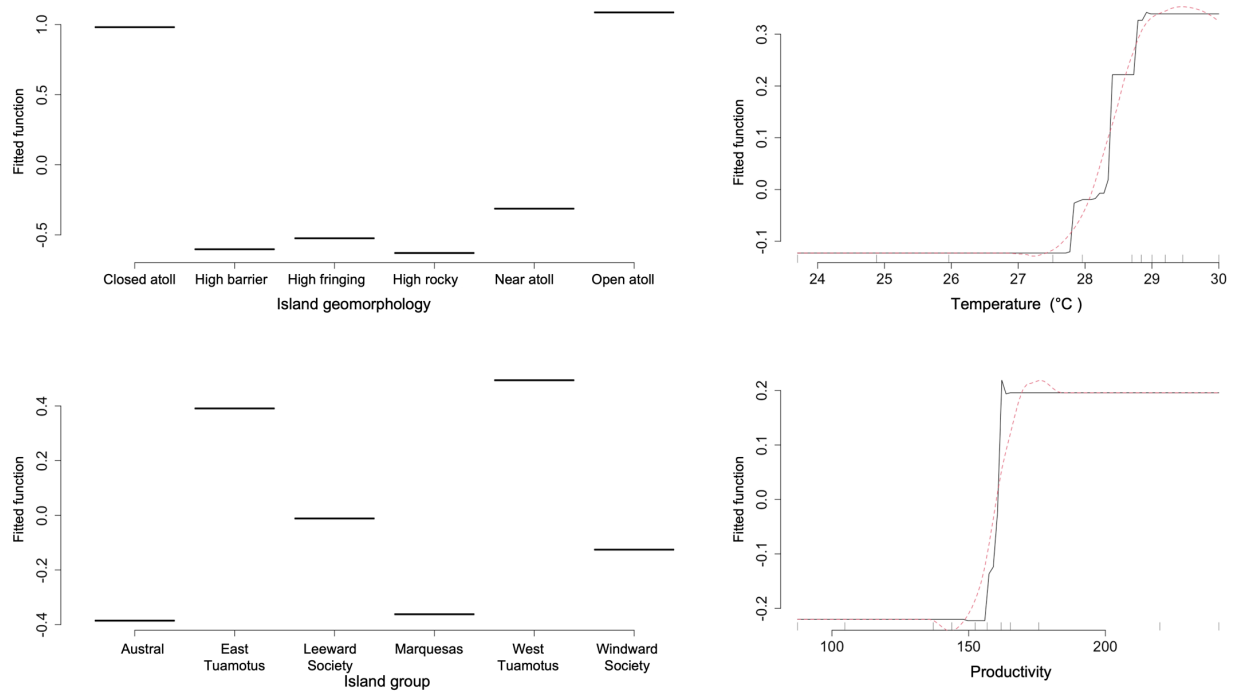 1.0
0.5
0.0
-0.5
Fitted function
Closed atoll High barrier High fringing High rocky Near atoll Open atoll
Island geomorphology
0.3
0.2
0.1
0.0
-0.1
Fitted function
24 25 26 27 28 29 30
Temperature (°C )
0.4
0.2
0.0
-0.2
-0.4
Fitted function
Austral East Leeward Marquesas West Windward
Tuamotus Society Tuamotus Society
Island group
0.2
0.1
0.0
-0.1
-0.2
Fitted function
100 150 200
Productivity